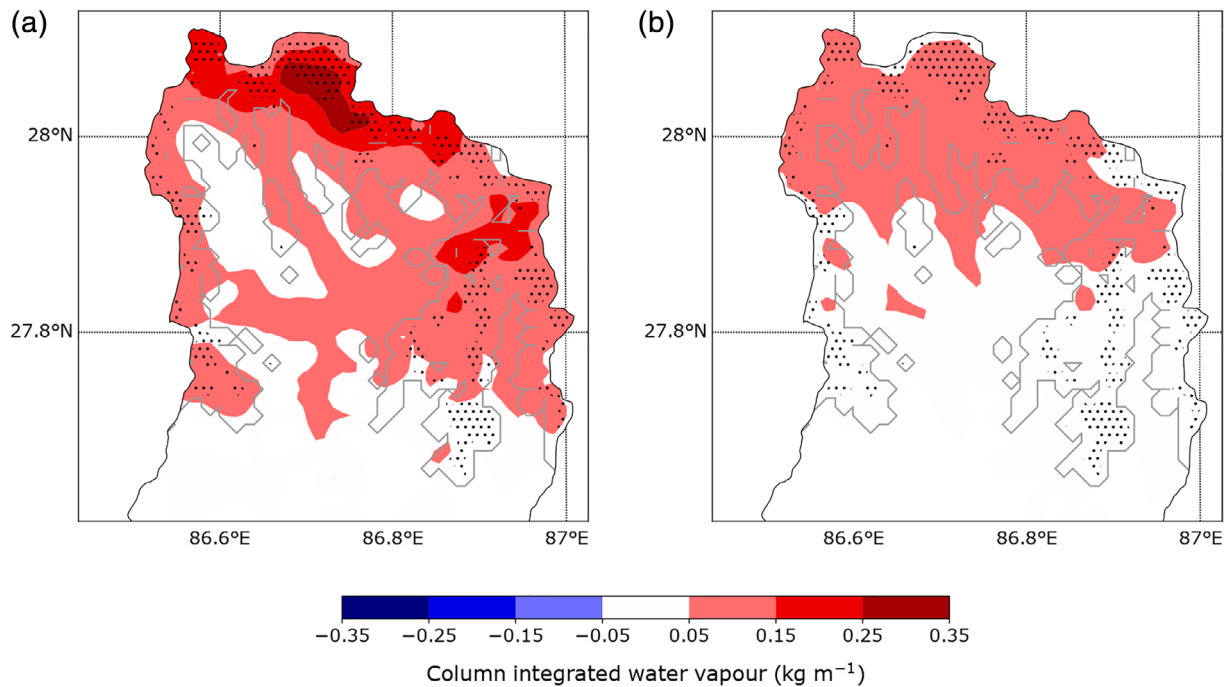 (a) (b)
28°N 28°N
27.8°N 27.8°N
86.6°E 86.8°E 87°E 86.6°E 86.8°E 87°E
−0.35 −0.25 −0.15 −0.05 0.05 0.15 0.25 0.35
Column integrated water vapour (kg m⁻¹)